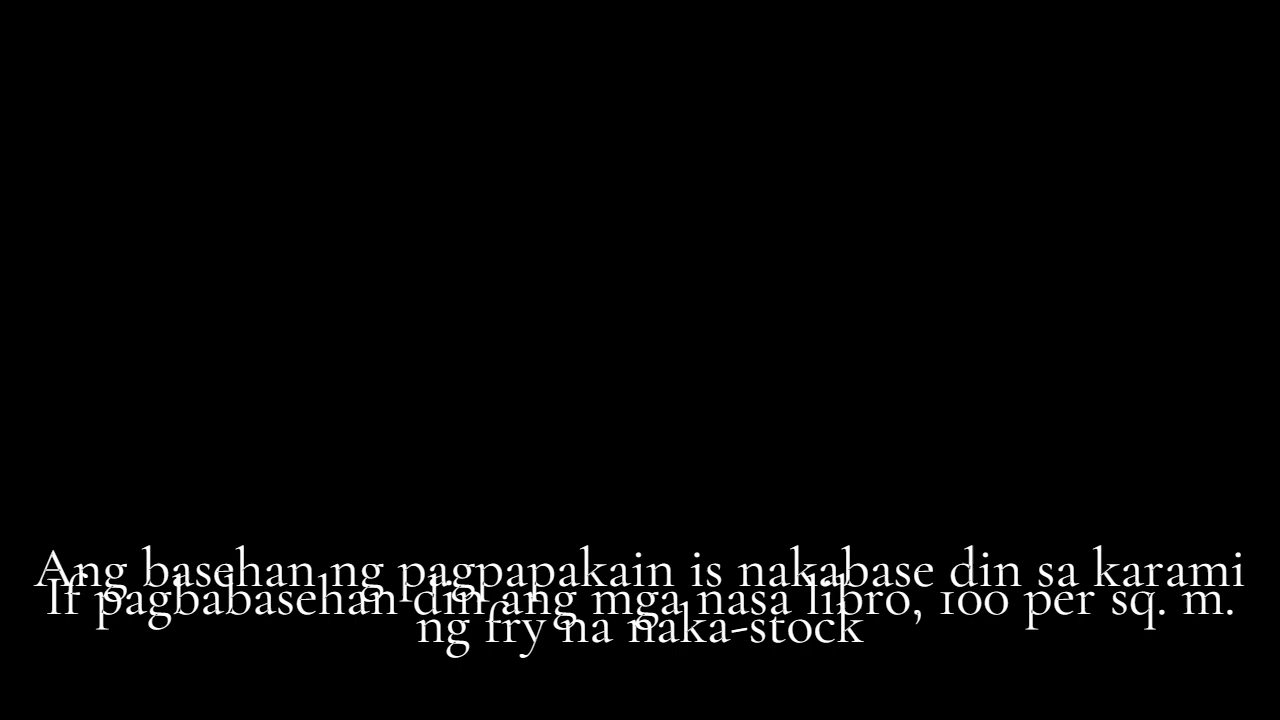 Ang basehan ng pagpapakain is nakabase din sa karami
If pagbabasehan din ang mga nasa libro, 100 per sq. m.
ng fry na naka-stock